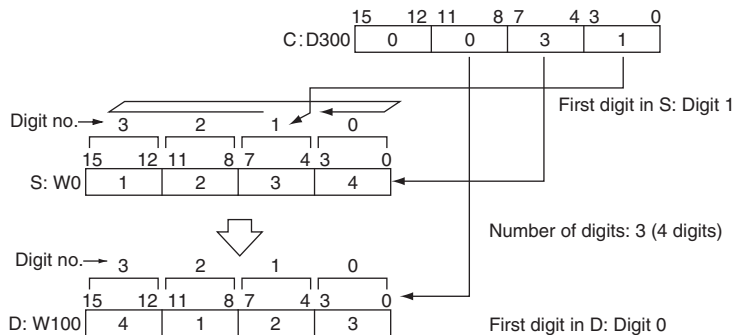 15 12 11 8 7 4 3 0
C:D300 0 0 3 1
First digit in S: Digit 1
Digit no. 3 2 1 0
15 12 11 8 7 4 3 0
S: W0 1 2 3 4
Number of digits: 3 (4 digits)
Digit no. 3 2 1 0
15 12 11 8 7 4 3 0
D: W100 4 1 2 3
First digit in D: Digit 0